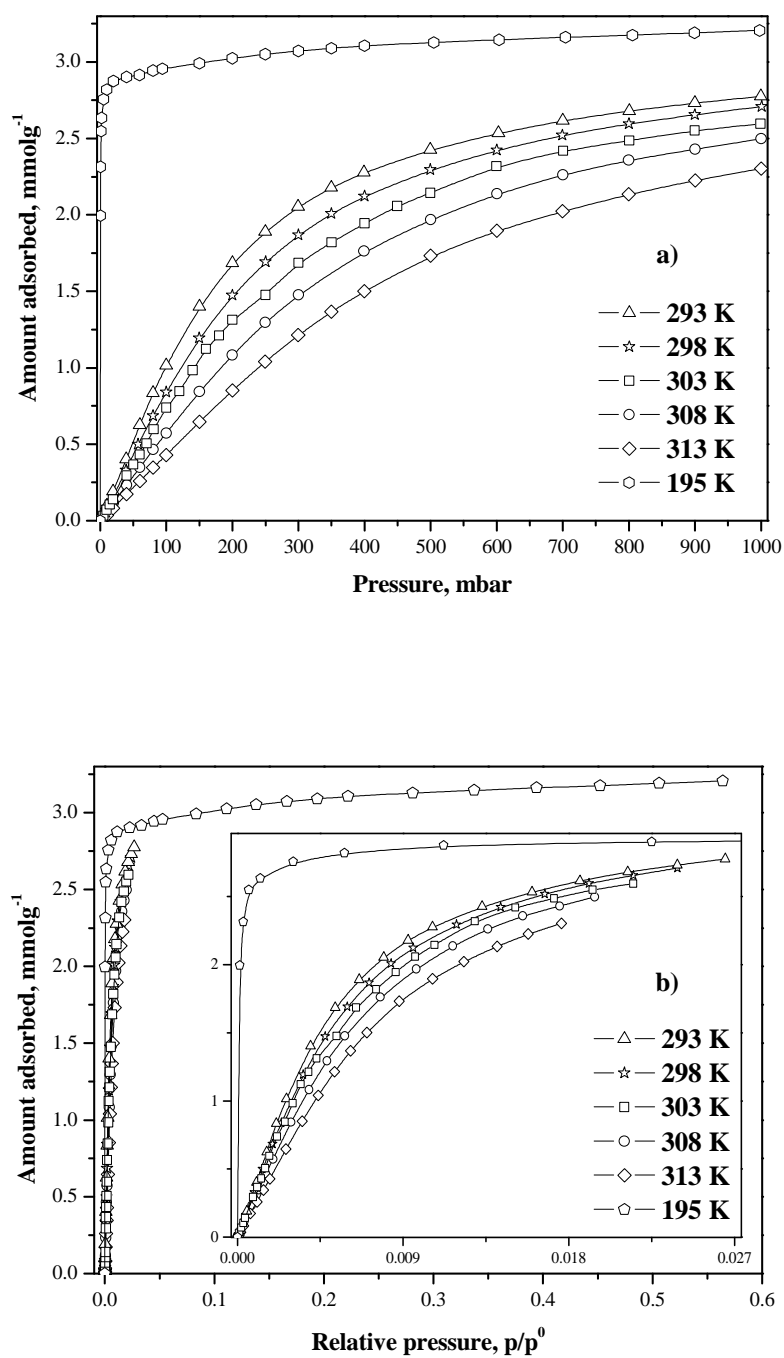 3.0
2.5
2.0
1.5
1.0
0.5
0.0
Amount adsorbed, mmolg⁻¹
a)
293 K
298 K
303 K
308 K
313 K
195 K
0 100 200 300 400 500 600 700 800 900 1000
Pressure, mbar
3.0
2.5
2.0
1.5
1.0
0.5
0.0
Amount adsorbed, mmolg⁻¹
2
1
0
b)
293 K
298 K
303 K
308 K
313 K
195 K
0.000 0.009 0.018 0.027
0.0 0.1 0.2 0.3 0.4 0.5 0.6
Relative pressure, p/p⁰